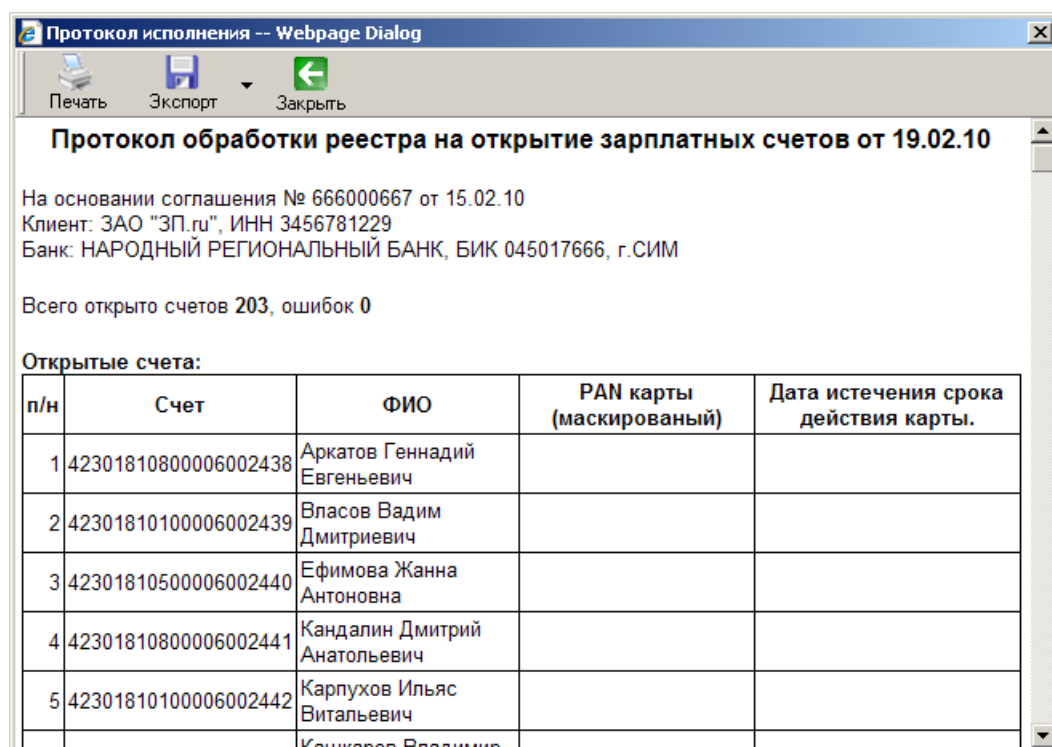 Протокол исполнения -- Webpage Dialog
Печать Экспорт Закрыть
Протокол обработки реестра на открытие зарплатных счетов от 19.02.10
На основании соглашения № 666000667 от 15.02.10
Клиент: ЗАО "ЗП.ru", ИНН 3456781229
Банк: НАРОДНЫЙ РЕГИОНАЛЬНЫЙ БАНК, БИК 045017666, г.СИМ
Всего открыто счетов 203, ошибок 0
Открытые счета:
п/н Счет ФИО PAN карты (маскированый) Дата истечения срока действия карты.
1 42301810800006002438 Аркатов Геннадий
Евгеньевич
2 42301810100006002439 Власов Вадим
Дмитриевич
3 42301810500006002440 Ефимова Жанна
Антоновна
4 42301810800006002441 Кандалин Дмитрий
Анатольевич
5 42301810100006002442 Карпухов Ильяс
Витальевич